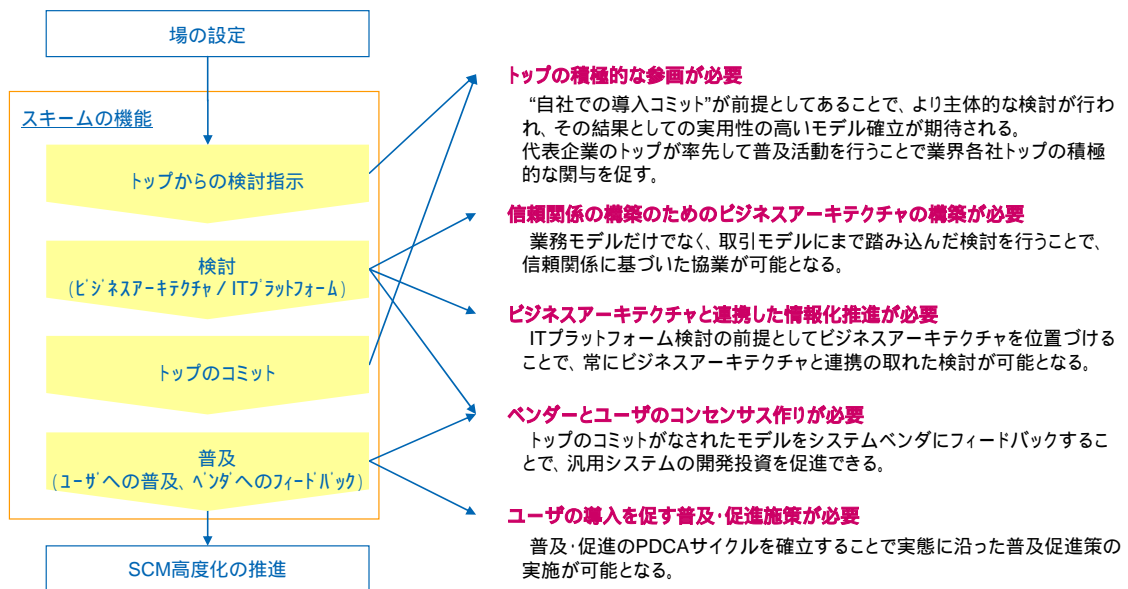 場の設定
スキームの機能
トップからの検討指示
検討
(ビジネスアーキテクチャ / ITプラットフォーム)
トップのコミット
普及
(ユーザへの普及、ベンダへのフィードバック)
SCM高度化の推進
トップの積極的な参画が必要
“自社での導入コミット”が前提としてあることで、より主体的な検討が行わ
れ、その結果としての実用性の高いモデル確立が期待される。
代表企業のトップが率先して普及活動を行うことで業界各社トップの積極
的な関与を促す。
信頼関係の構築のためのビジネスアーキテクチャの構築が必要
業務モデルだけでなく、取引モデルにまで踏み込んだ検討を行うことで、
信頼関係に基づいた協業が可能となる。
ビジネスアーキテクチャと連携した情報化推進が必要
ITプラットフォーム検討の前提としてビジネスアーキテクチャを位置づける
ことで、常にビジネスアーキテクチャと連携の取れた検討が可能となる。
ベンダーとユーザのコンセンサス作りが必要
トップのコミットがなされたモデルをシステムベンダにフィードバックするこ
とで、汎用システムの開発投資を促進できる。
ユーザの導入を促す普及・促進施策が必要
普及・促進のPDCAサイクルを確立することで実態に沿った普及促進策の
実施が可能となる。